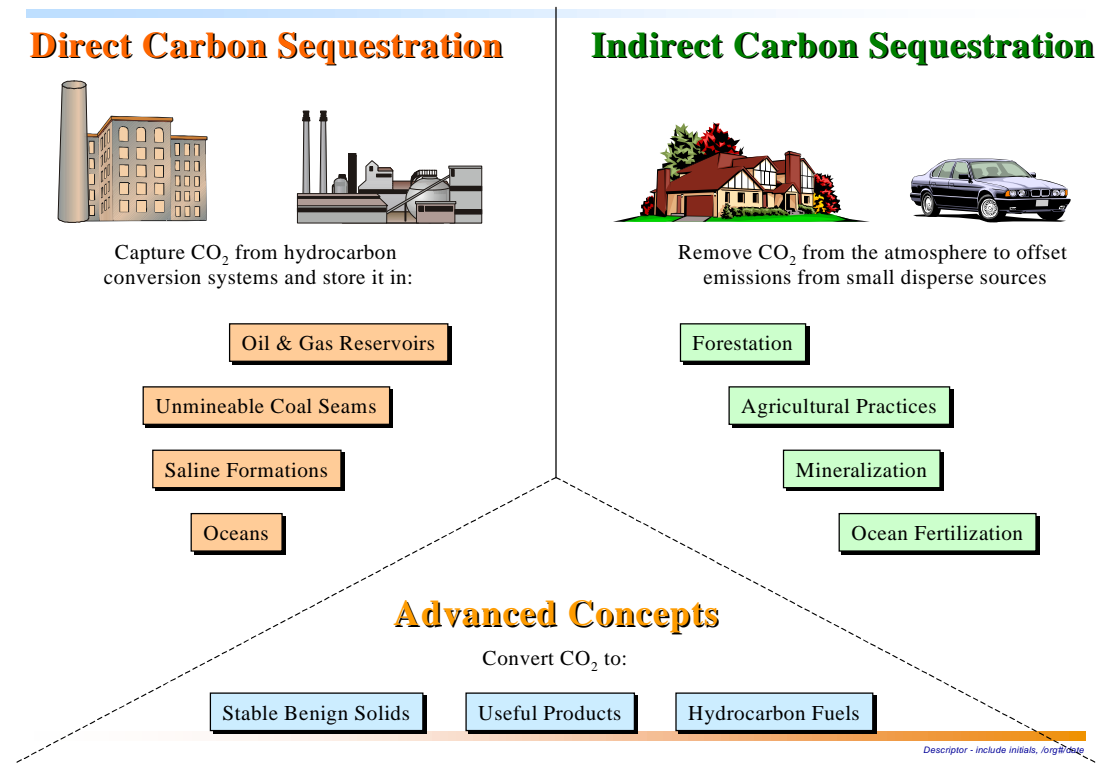 Direct Carbon Sequestration
Capture CO₂ from hydrocarbon
conversion systems and store it in:
Oil & Gas Reservoirs
Unmineable Coal Seams
Saline Formations
Oceans
Indirect Carbon Sequestration
Remove CO₂ from the atmosphere to offset
emissions from small disperse sources
Forestation
Agricultural Practices
Mineralization
Ocean Fertilization
Advanced Concepts
Convert CO₂ to:
Stable Benign Solids
Useful Products
Hydrocarbon Fuels
Descriptor - include initials, /org#/date